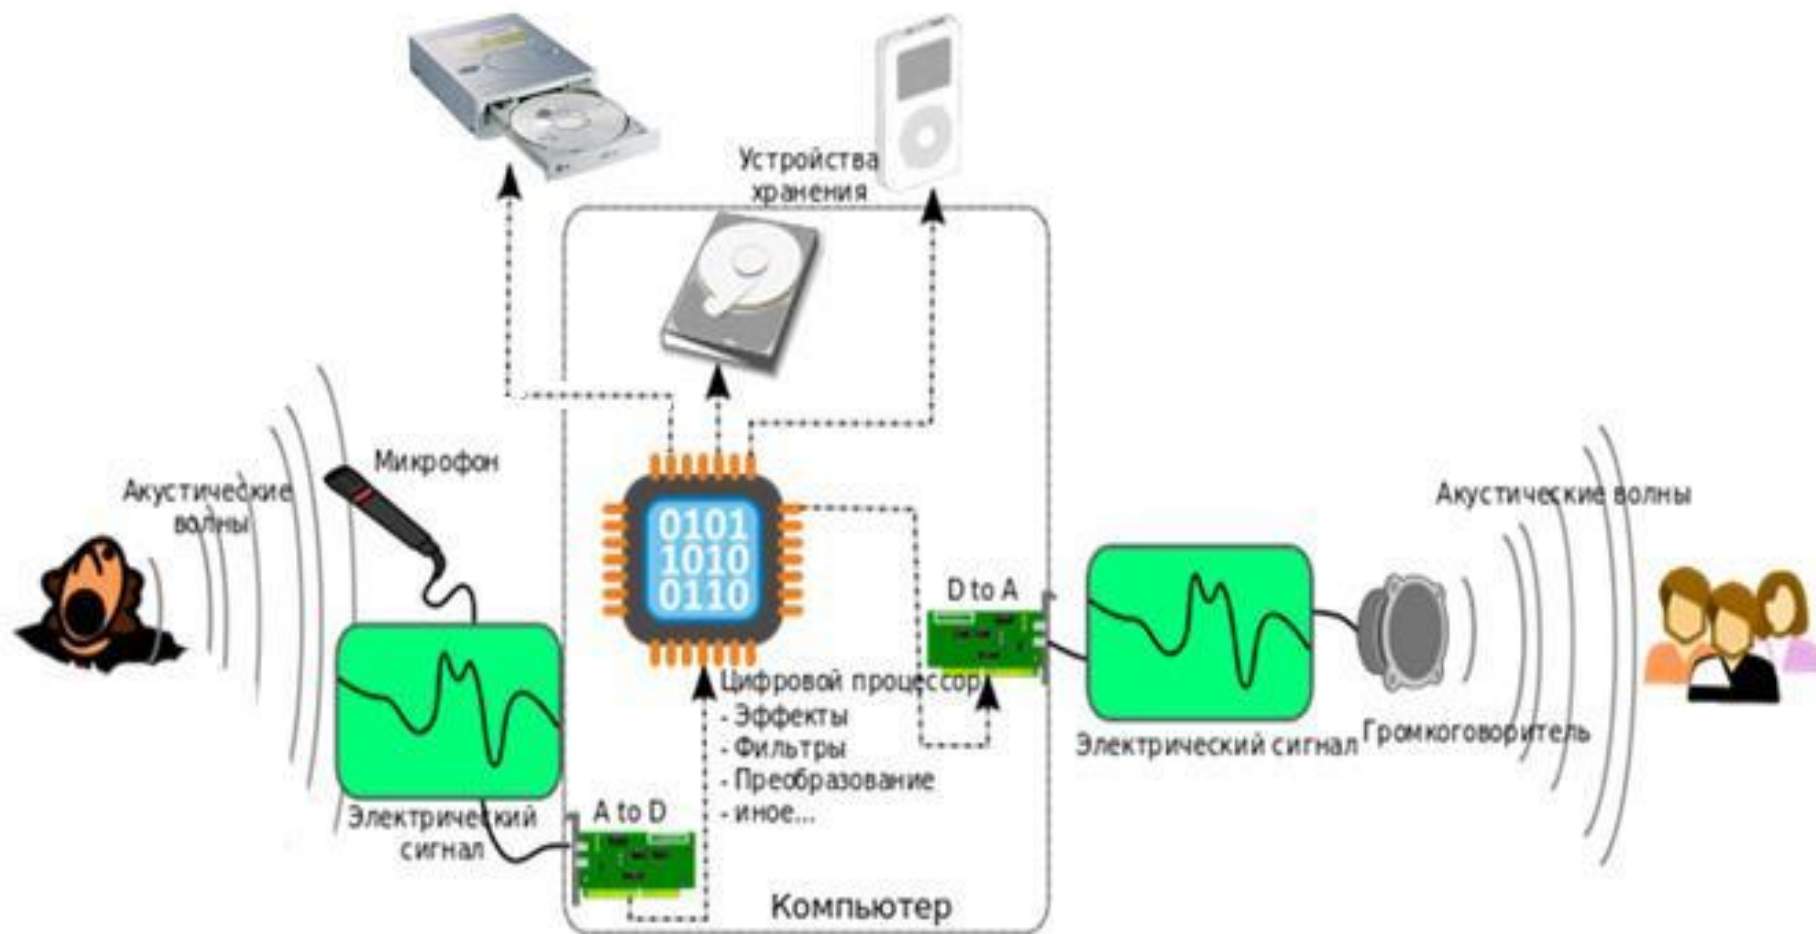 Устройства
хранения
Микрофон
Акустические
волны
0101
1010
0110
Акустические волны
D to A
Цифровой процессор
- Эффекты
- Фильтры
- Преобразование
- иное...
Электрический сигнал
Громкоговоритель
Электрический
сигнал
A to D
Компьютер